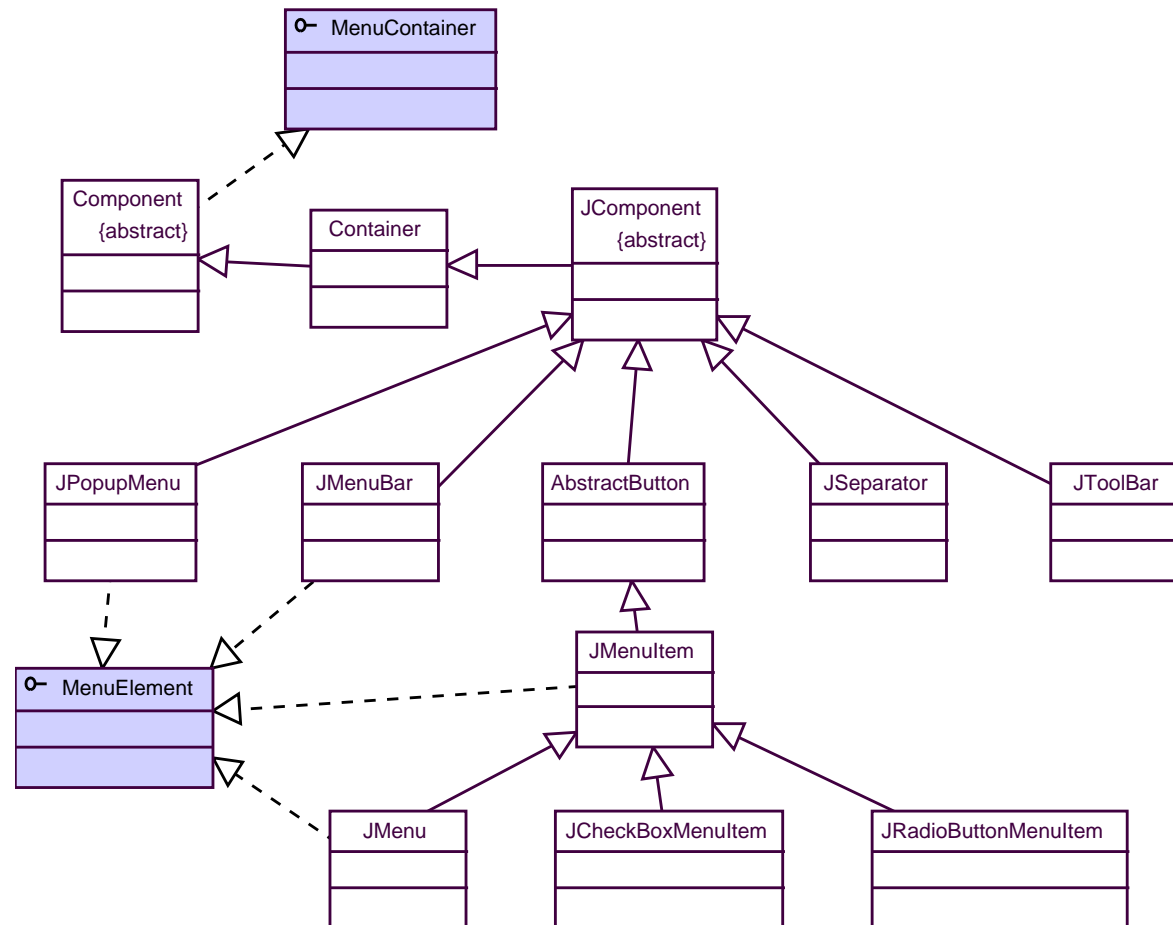 MenuContainer
Component
{abstract}
Container
JComponent
{abstract}
JPopupMenu
JMenuBar
AbstractButton
JSeparator
JToolBar
MenuElement
JMenuItem
JMenu
JCheckBoxMenuItem
JRadioButtonMenuItem